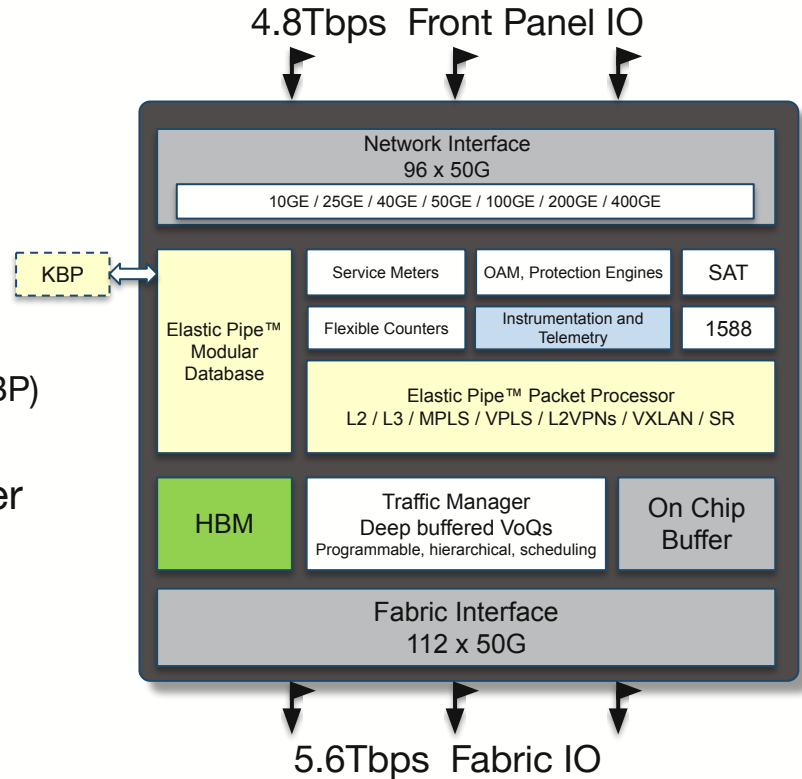 4.8Tbps Front Panel IO
Network Interface
96 x 50G
10GE / 25GE / 40GE / 50GE / 100GE / 200GE / 400GE
KBP
Elastic Pipe™
Modular
Database
Service Meters
OAM, Protection Engines
SAT
Flexible Counters
Instrumentation and
Telemetry
1588
BP)
Elastic Pipe™ Packet Processor
L2 / L3 / MPLS / VPLS / L2VPNs / VXLAN / SR
er
HBM
Traffic Manager
Deep buffered VoQs
Programmable, hierarchical, scheduling
On Chip
Buffer
Fabric Interface
112 x 50G
5.6Tbps Fabric IO